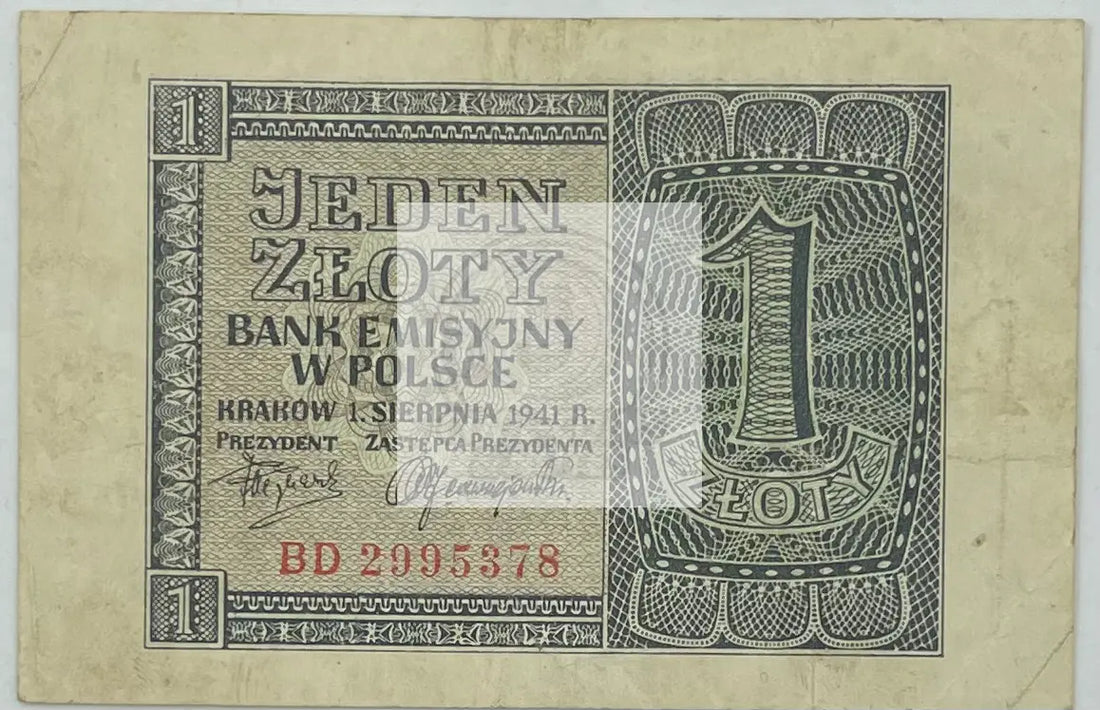 1
JEDEN
ZŁOTY
BANK EMISYJNY
W POLSCE
KRAKÓW 1. SIERPNIA 1941 R.
PREZYDENT ZASTĘPCA PREZYDENTA
BD 2995378
1
1
ZŁOTY